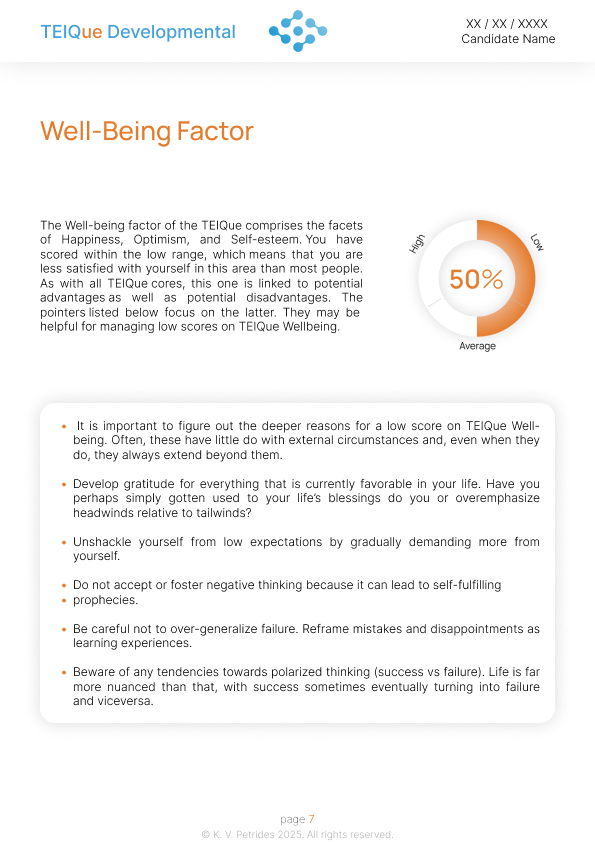 TEIQue Developmental
XX / XX / XXXX
Candidate Name
Well-Being Factor
The Well-being factor of the TEIQue comprises the facets
of Happiness, Optimism, and Self-esteem. You have
scored within the low range, which means that you are
less satisfied with yourself in this area than most people.
As with all TEIQue cores, this one is linked to potential
advantages as well as potential disadvantages. The
pointers listed below focus on the latter. They may be
helpful for managing low scores on TEIQue Wellbeing.
High
Low
50%
Average
• It is important to figure out the deeper reasons for a low score on TEIQue Well-
being. Often, these have little do with external circumstances and, even when they
do, they always extend beyond them.
• Develop gratitude for everything that is currently favorable in your life. Have you
perhaps simply gotten used to your life's blessings do you or overemphasize
headwinds relative to tailwinds?
• Unshackle yourself from low expectations by gradually demanding more from
yourself.
• Do not accept or foster negative thinking because it can lead to self-fulfilling
• prophecies.
• Be careful not to over-generalize failure. Reframe mistakes and disappointments as
learning experiences.
• Beware of any tendencies towards polarized thinking (success vs failure). Life is far
more nuanced than that, with success sometimes eventually turning into failure
and viceversa.
page 7
© K. V. Petrides 2025. All rights reserved.